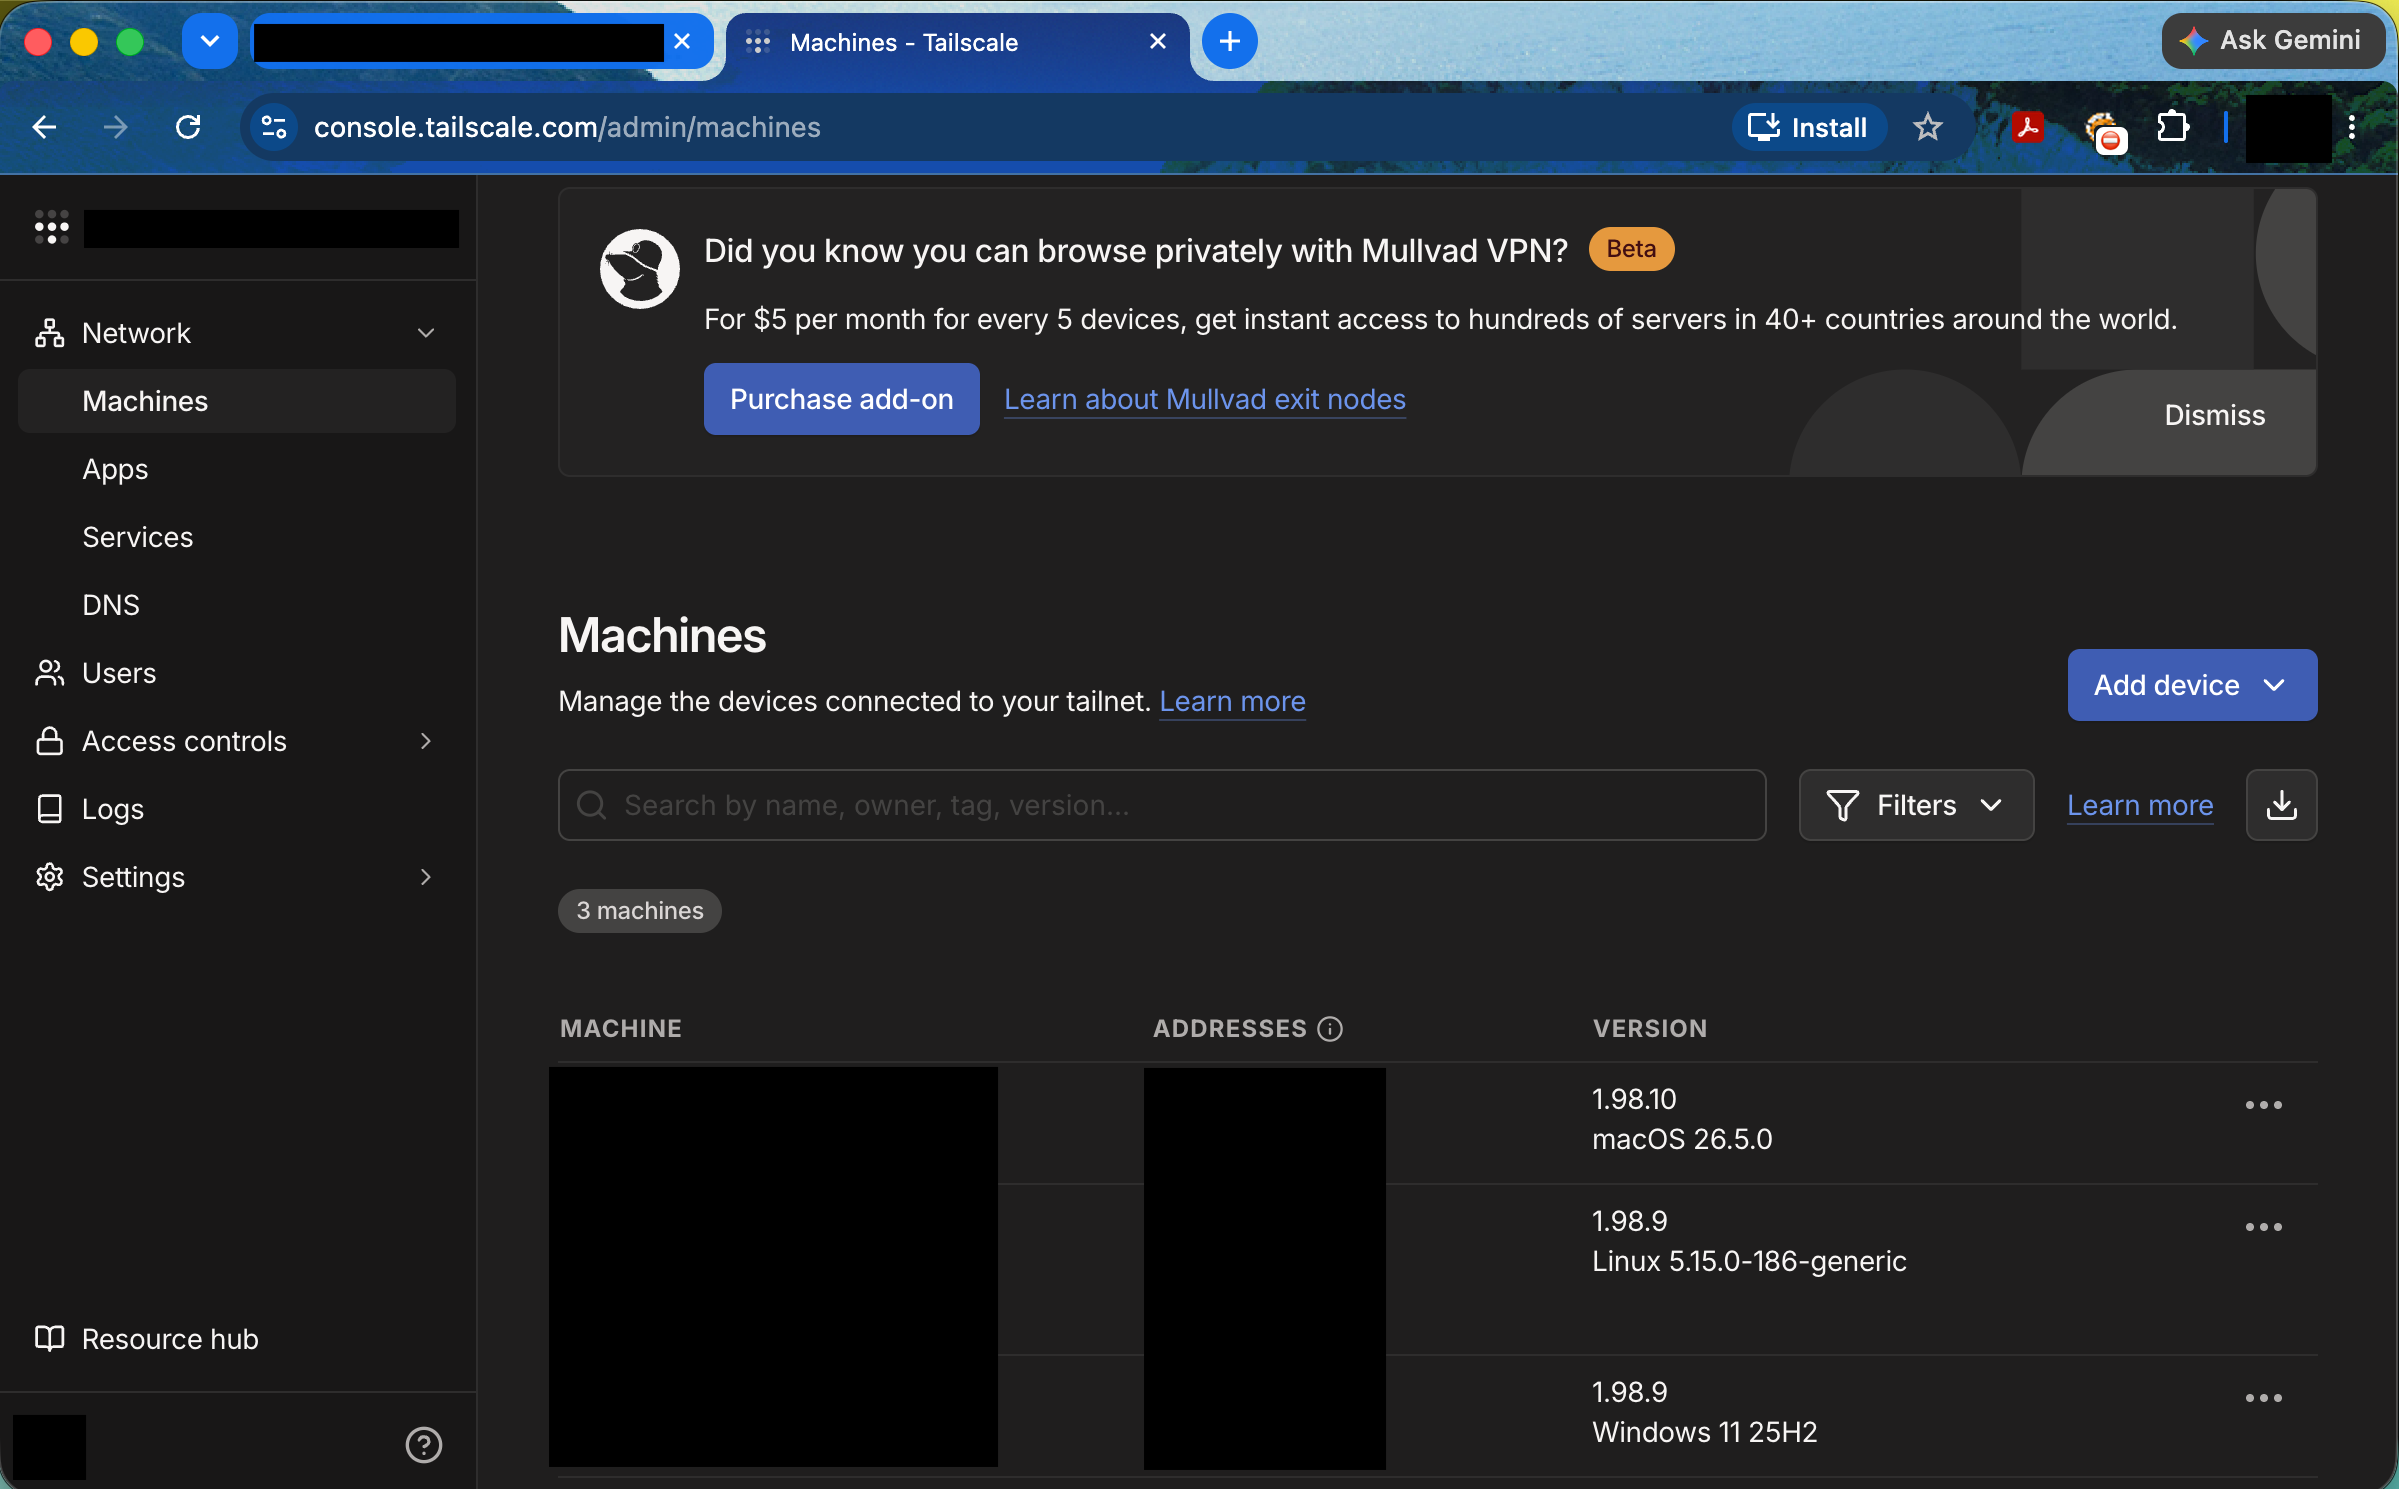 Machines - Tailscale
Ask Gemini
console.tailscale.com/admin/machines
Install
Did you know you can browse privately with Mullvad VPN? Beta
For $5 per month for every 5 devices, get instant access to hundreds of servers in 40+ countries around the world.
Purchase add-on
Learn about Mullvad exit nodes
Dismiss
Network
Machines
Apps
Services
DNS
Users
Access controls
Logs
Settings
Resource hub
Machines
Manage the devices connected to your tailnet. Learn more
Add device
Search by name, owner, tag, version...
Filters
Learn more
3 machines
MACHINE
ADDRESSES
VERSION
1.98.10
macOS 26.5.0
1.98.9
Linux 5.15.0-186-generic
1.98.9
Windows 11 25H2